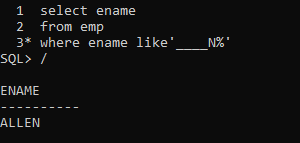 1 select ename
2 from emp
3* where ename like'____N%'
SQL> /
ENAME
----------
ALLEN